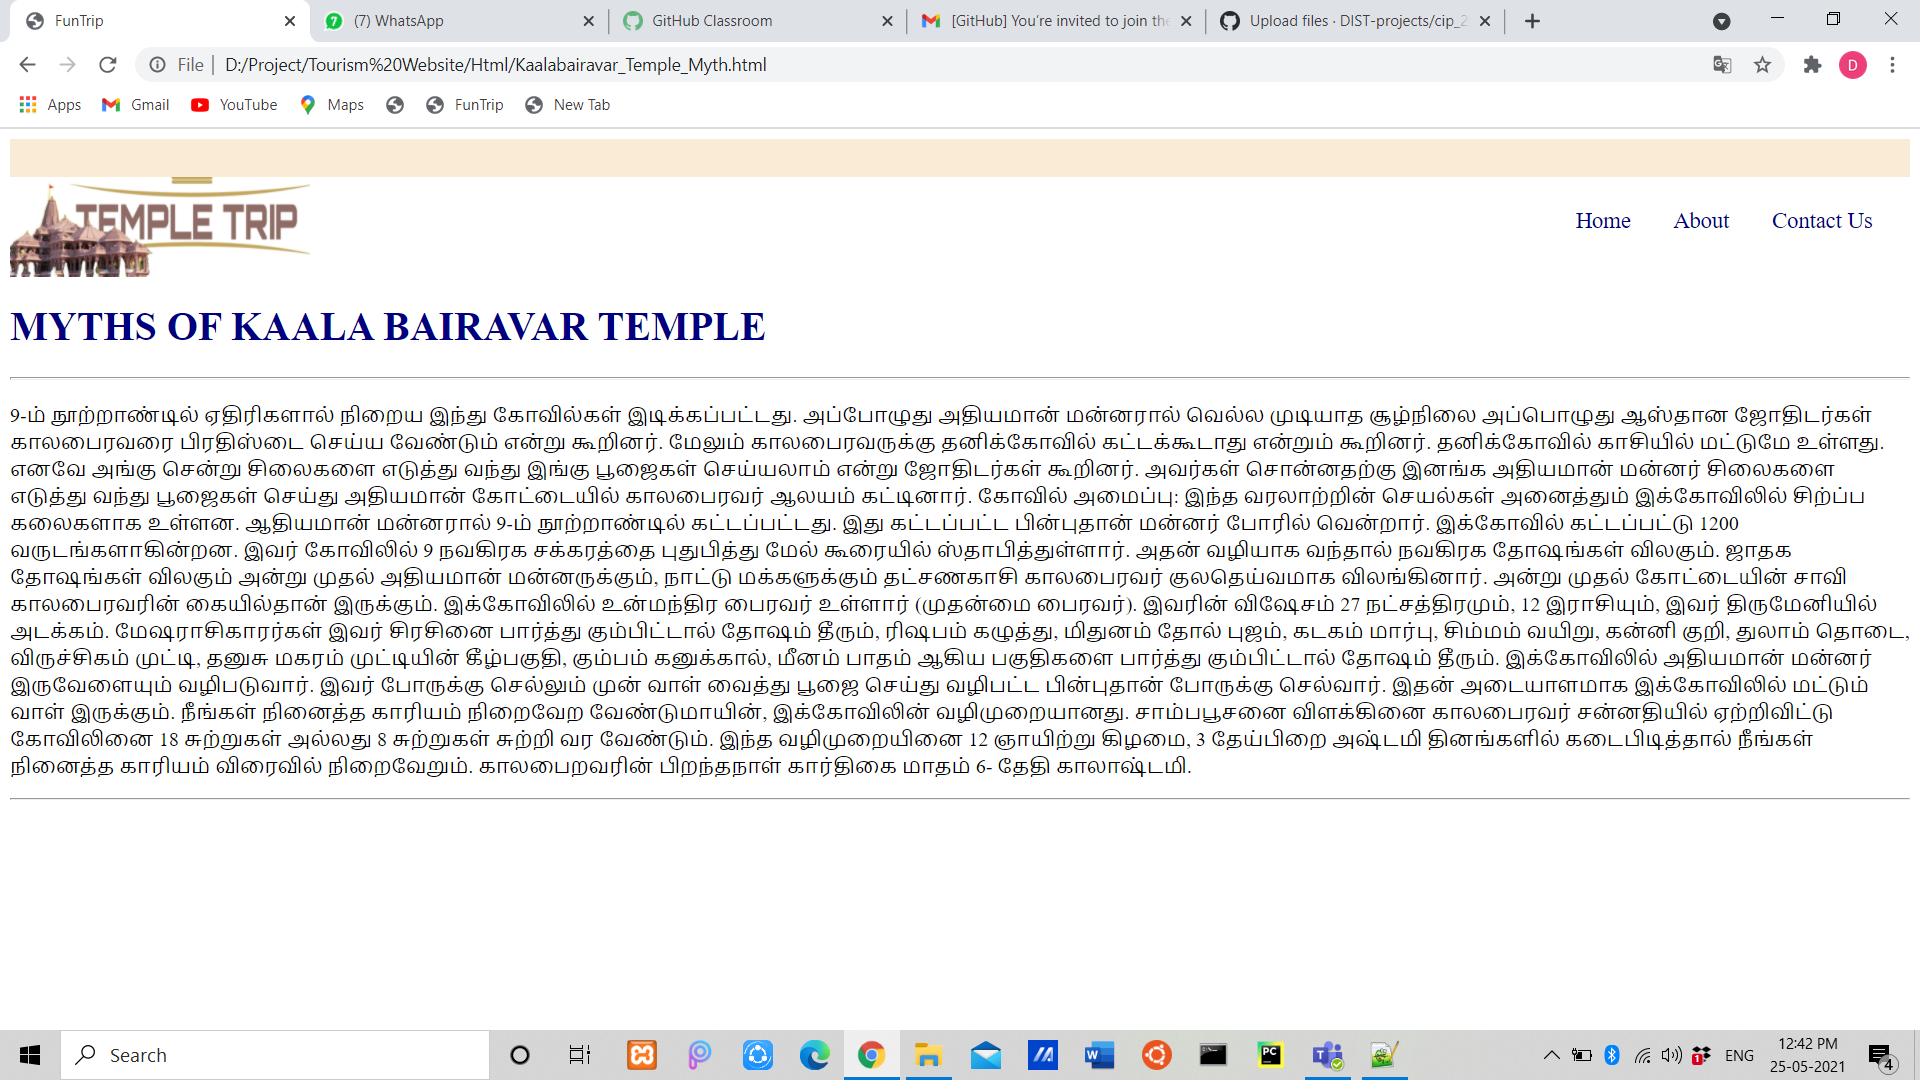 FunTrip
(7) WhatsApp
GitHub Classroom
[GitHub] You're invited to join the
Upload files · DIST-projects/cip_2
File | D:/Project/Tourism%20Website/Html/Kaalabairavar_Temple_Myth.html
D
Apps
Gmail
YouTube
Maps
FunTrip
New Tab
TEMPLE TRIP
Home
About
Contact Us
MYTHS OF KAALA BAIRAVAR TEMPLE
9-ம் நூற்றாண்டில் ஏதிரிகளால் நிறைய இந்து கோவில்கள் இடிக்கப்பட்டது. அப்போழுது அதியமான் மன்னரால் வெல்ல முடியாத சூழ்நிலை அப்பொழுது ஆஸ்தான ஜோதிடர்கள்
காலபைரவரை பிரதிஸ்டை செய்ய வேண்டும் என்று கூறினர். மேலும் காலபைரவருக்கு தனிக்கோவில் கட்டக்கூடாது என்றும் கூறினர். தனிக்கோவில் காசியில் மட்டுமே உள்ளது.
எனவே அங்கு சென்று சிலைகளை எடுத்து வந்து இங்கு பூஜைகள் செய்யலாம் என்று ஜோதிடர்கள் கூறினர். அவர்கள் சொன்னதற்கு இனங்க அதியமான் மன்னர் சிலைகளை
எடுத்து வந்து பூஜைகள் செய்து அதியமான் கோட்டையில் காலபைரவர் ஆலயம் கட்டினார். கோவில் அமைப்பு: இந்த வரலாற்றின் செயல்கள் அனைத்தும் இக்கோவிலில் சிற்ப்ப
கலைகளாக உள்ளன. ஆதியமான் மன்னரால் 9-ம் நூற்றாண்டில் கட்டப்பட்டது. இது கட்டப்பட்ட பின்புதான் மன்னர் போரில் வென்றார். இக்கோவில் கட்டப்பட்டு 1200
வருடங்களாகின்றன. இவர் கோவிலில் 9 நவகிரக சக்கரத்தை புதுபித்து மேல் கூரையில் ஸ்தாபித்துள்ளார். அதன் வழியாக வந்தால் நவகிரக தோஷங்கள் விலகும். ஜாதக
தோஷங்கள் விலகும் அன்று முதல் அதியமான் மன்னருக்கும், நாட்டு மக்களுக்கும் தட்சணகாசி காலபைரவர் குலதெய்வமாக விலங்கினார். அன்று முதல் கோட்டையின் சாவி
காலபைரவரின் கையில்தான் இருக்கும். இக்கோவிலில் உன்மந்திர பைரவர் உள்ளார் (முதன்மை பைரவர்). இவரின் விஷேசம் 27 நட்சத்திரமும், 12 இராசியும், இவர் திருமேனியில்
அடக்கம். மேஷராசிகாரர்கள் இவர் சிரசினை பார்த்து கும்பிட்டால் தோஷம் தீரும், ரிஷபம் கழுத்து, மிதுனம் தோல் புஜம், கடகம் மார்பு, சிம்மம் வயிறு, கன்னி குறி, துலாம் தொடை,
விருச்சிகம் முட்டி, தனுசு மகரம் முட்டியின் கீழ்பகுதி, கும்பம் கனுக்கால், மீனம் பாதம் ஆகிய பகுதிகளை பார்த்து கும்பிட்டால் தோஷம் தீரும். இக்கோவிலில் அதியமான் மன்னர்
இருவேளையும் வழிபடுவார். இவர் போருக்கு செல்லும் முன் வாள் வைத்து பூஜை செய்து வழிபட்ட பின்புதான் போருக்கு செல்வார். இதன் அடையாளமாக இக்கோவிலில் மட்டும்
வாள் இருக்கும். நீங்கள் நினைத்த காரியம் நிறைவேற வேண்டுமாயின், இக்கோவிலின் வழிமுறையானது. சாம்பபூசனை விளக்கினை காலபைரவர் சன்னதியில் ஏற்றிவிட்டு
கோவிலினை 18 சுற்றுகள் அல்லது 8 சுற்றுகள் சுற்றி வர வேண்டும். இந்த வழிமுறையினை 12 ஞாயிற்று கிழமை, 3 தேய்பிறை அஷ்டமி தினங்களில் கடைபிடித்தால் நீங்கள்
நினைத்த காரியம் விரைவில் நிறைவேறும். காலபைறவரின் பிறந்தநாள் கார்திகை மாதம் 6- தேதி காலாஷ்டமி.
Search
ENG
12:42 PM
25-05-2021
4